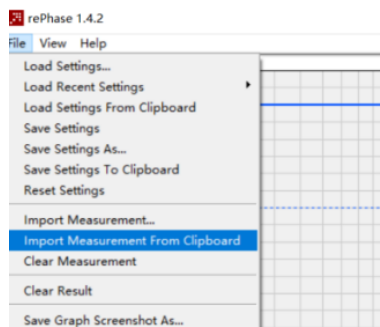 rePhase 1.4.2
File View Help
Load Settings...
Load Recent Settings
Load Settings From Clipboard
Save Settings
Save Settings As...
Save Settings To Clipboard
Reset Settings
Import Measurement...
Import Measurement From Clipboard
Clear Measurement
Clear Result
Save Graph Screenshot As...